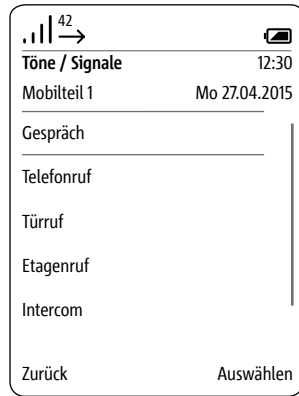 42
Töne / Signale 12:30
Mobilteil 1 Mo 27.04.2015
Gespräch
Telefonruf
Türruf
Etagenruf
Intercom
Zurück Auswählen